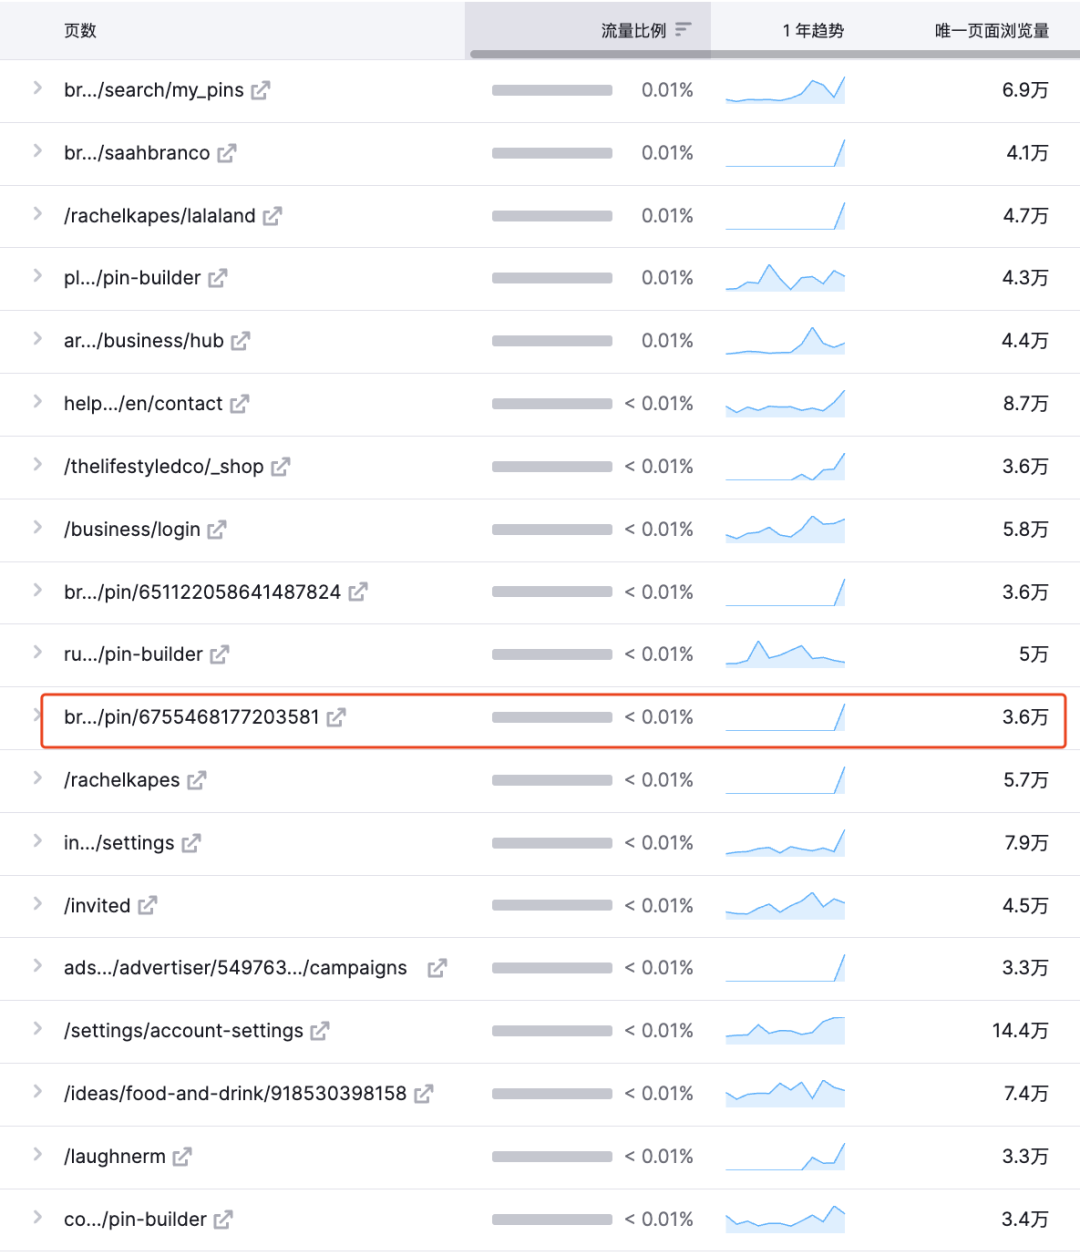 页数 流量比例 1 年趋势 唯一页面浏览量
br.../search/my_pins 0.01% 6.9万
br.../saahbranco 0.01% 4.1万
/rachelkapes/lalaland 0.01% 4.7万
pl.../pin-builder 0.01% 4.3万
ar.../business/hub 0.01% 4.4万
help.../en/contact < 0.01% 8.7万
/thelifestyledco/_shop < 0.01% 3.6万
/business/login < 0.01% 5.8万
br.../pin/651122058641487824 < 0.01% 3.6万
ru.../pin-builder < 0.01% 5万
br.../pin/6755468177203581 < 0.01% 3.6万
/rachelkapes < 0.01% 5.7万
in.../settings < 0.01% 7.9万
/invited < 0.01% 4.5万
ads.../advertiser/549763.../campaigns < 0.01% 3.3万
/settings/account-settings < 0.01% 14.4万
/ideas/food-and-drink/918530398158 < 0.01% 7.4万
/laughnerm < 0.01% 3.3万
co.../pin-builder < 0.01% 3.4万